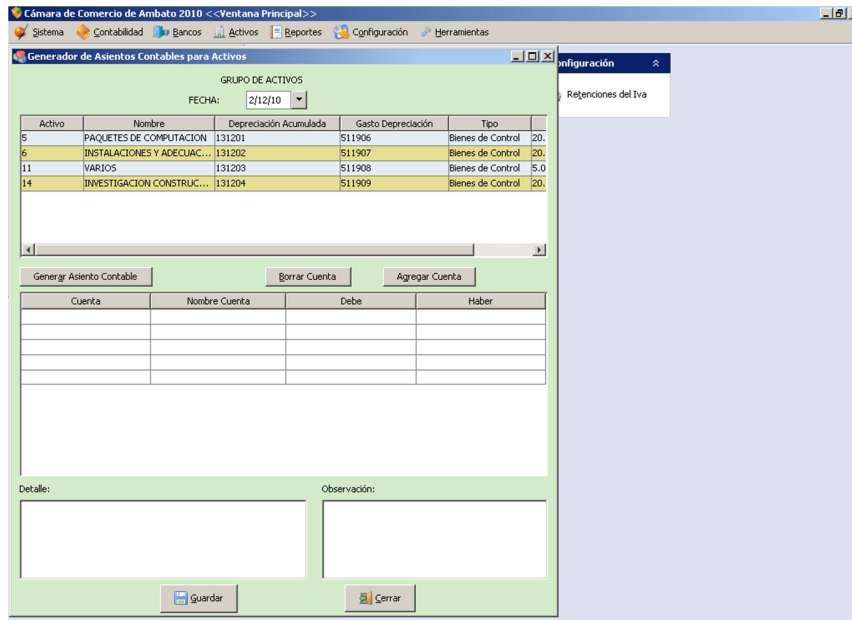 Cámara de Comercio de Ambato 2010 <<Ventana Principal>>
Sistema Contabilidad Bancos Activos Reportes Configuración Herramientas
Generador de Asientos Contables para Activos
nfiguración
GRUPO DE ACTIVOS
Retenciones del Iva
FECHA: 2/12/10
Activo Nombre Depreciación Acumulada Gasto Depreciación Tipo
5 PAQUETES DE COMPUTACION 131201 511906 Bienes de Control 20.
6 INSTALACIONES Y ADECUAC... 131202 511907 Bienes de Control 20.
11 VARIOS 131203 511908 Bienes de Control 5.0
14 INVESTIGACION CONSTRUC... 131204 511909 Bienes de Control 20.
Generar Asiento Contable Borrar Cuenta Agregar Cuenta
Cuenta Nombre Cuenta Debe Haber
Detalle: Observación:
Guardar Cerrar